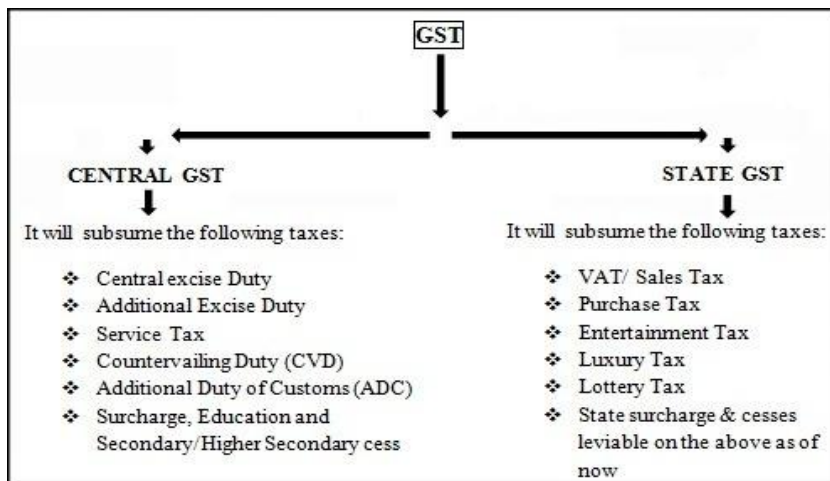 GST
CENTRAL GST
It will subsume the following taxes:
❖ Central excise Duty
❖ Additional Excise Duty
❖ Service Tax
❖ Countervailing Duty (CVD)
❖ Additional Duty of Customs (ADC)
❖ Surcharge, Education and
Secondary/Higher Secondary cess
STATE GST
It will subsume the following taxes:
❖ VAT/ Sales Tax
❖ Purchase Tax
❖ Entertainment Tax
❖ Luxury Tax
❖ Lottery Tax
❖ State surcharge & cesses
leviable on the above as of
now